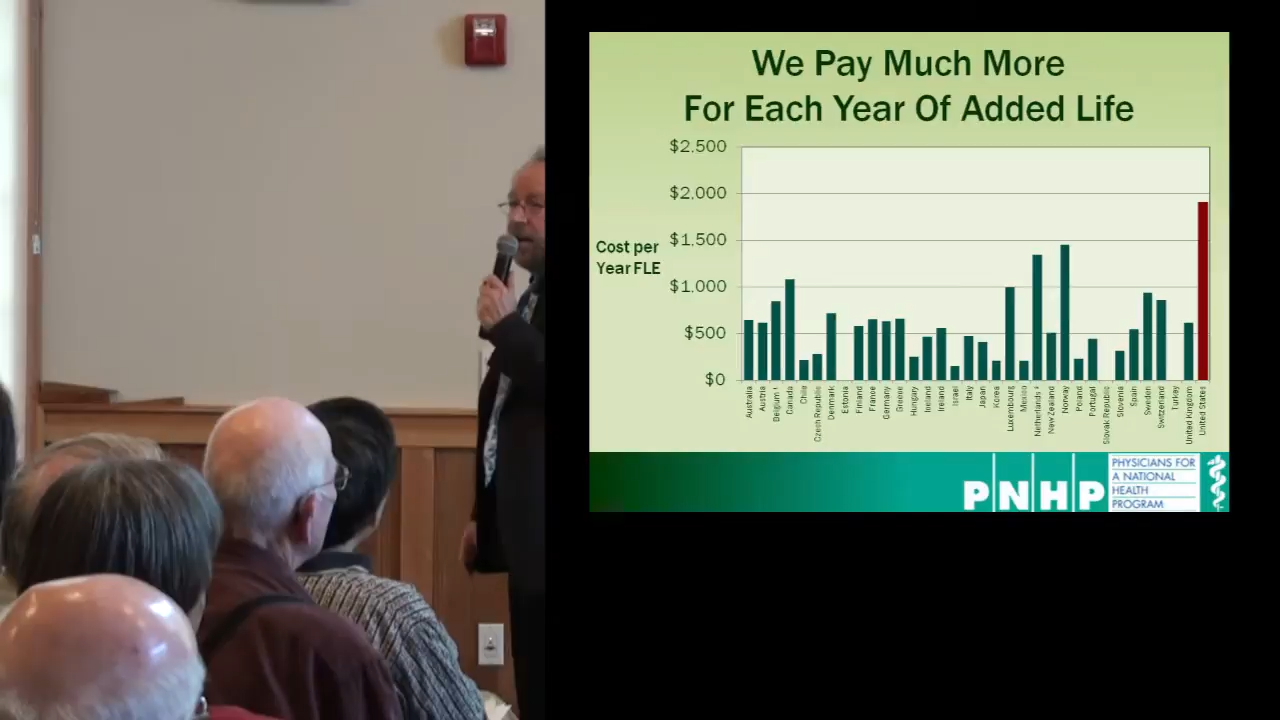 We Pay Much More
For Each Year Of Added Life
$2,500
$2,000
$1,500
$1,000
$500
$0
Cost per
Year FLE
Australia
Austria
Belgium
Canada
Chile
Czech Republic
Denmark
Estonia
Finland
France
Germany
Greece
Hungary
Ireland
Israel
Italy
Japan
Korea
Luxembourg
Mexico
Netherlands
New Zealand
Norway
Poland
Portugal
Slovak Republic
Slovenia
Spain
Sweden
Switzerland
Turkey
United Kingdom
United States
PNHP
PHYSICIANS FOR
A NATIONAL
HEALTH
PROGRAM